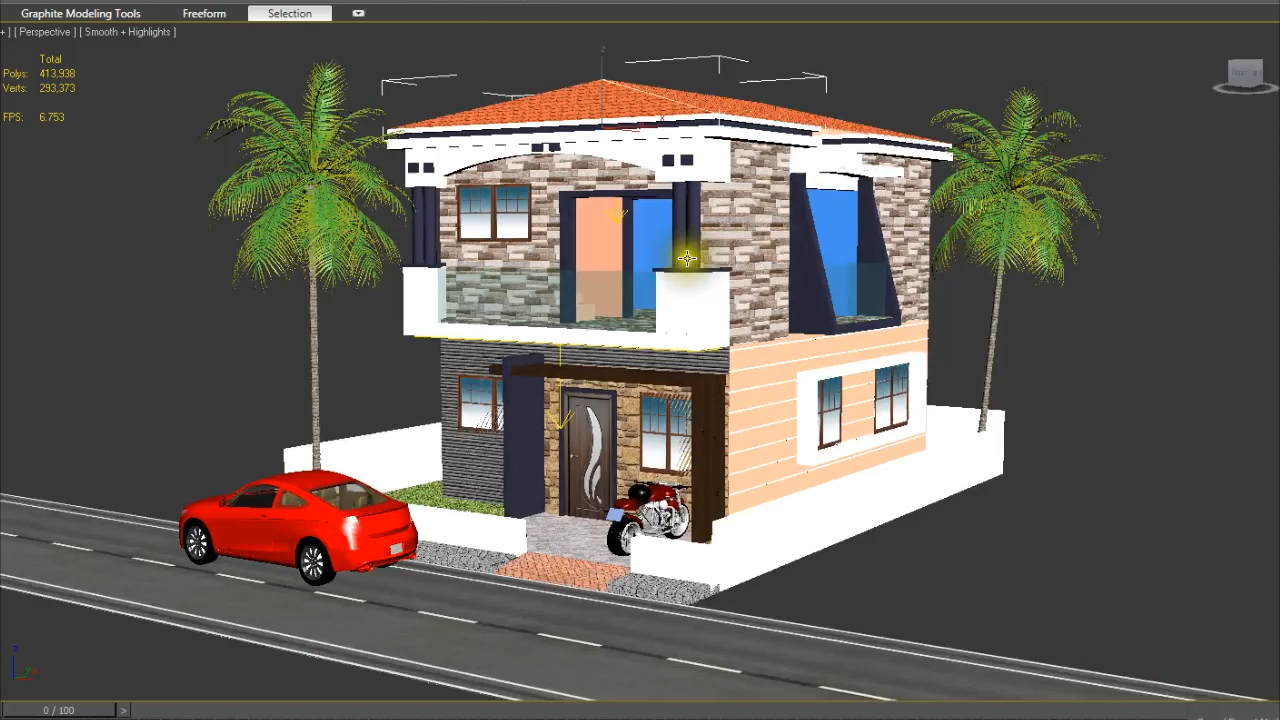 Graphite Modeling Tools Freeform Selection
+ ] [ Perspective ] [ Smooth + Highlights ]
Total
Polys: 413,938
Verts: 293,373
FPS: 6.753
z
x
z
0 / 100 >